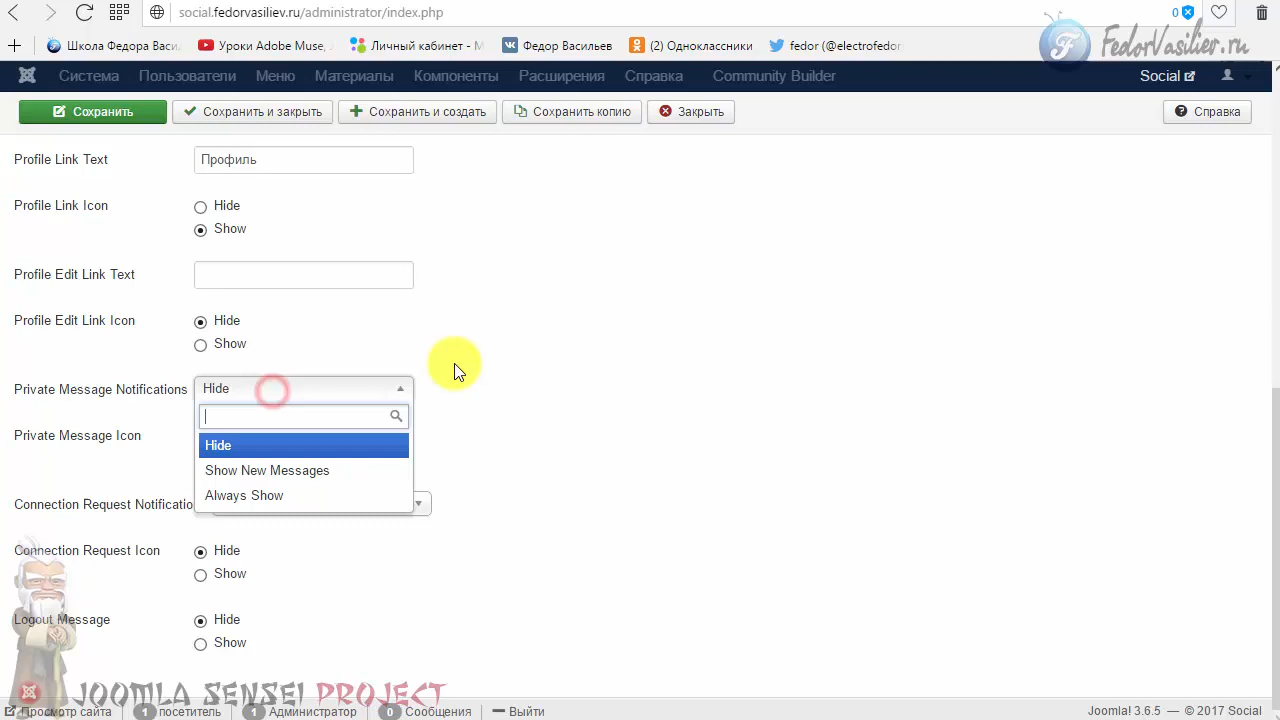 social.fedorvasiliev.ru/administrator/index.php
0
Школа Федора Васи
Уроки Adobe Muse,
Личный кабинет - М
Федор Васильев
(2) Одноклассники
fedor (@electrofedor
FedorVasiliev.ru
Система Пользователи Меню Материалы Компоненты Расширения Справка Community Builder Social
Сохранить Сохранить и закрыть Сохранить и создать Сохранить копию Закрыть Справка
Profile Link Text Профиль
Profile Link Icon Hide
Show
Profile Edit Link Text
Profile Edit Link Icon Hide
Show
Private Message Notifications Hide
Private Message Icon
Hide
Show New Messages
Always Show
Connection Request Notificatio
Connection Request Icon Hide
Show
Logout Message Hide
Show
JOOMLA SENSEI PROJECT
Просмотр сайта 1 посетитель 1 Администратор 0 Сообщения Выйти Joomla! 3.6.5 — © 2017 Social